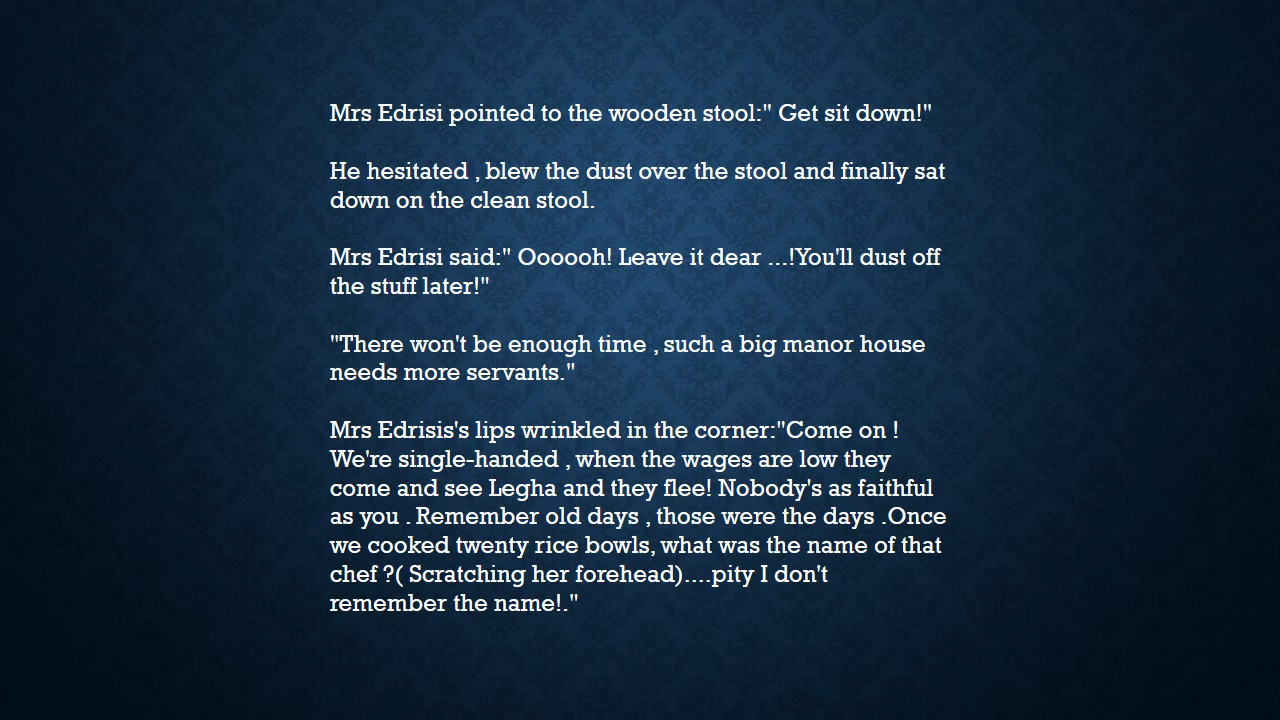 Mrs Edrisi pointed to the wooden stool:" Get sit down!"
He hesitated , blew the dust over the stool and finally sat
down on the clean stool.
Mrs Edrisi said:" Oooooh! Leave it dear ...!You'll dust off
the stuff later!"
"There won't be enough time , such a big manor house
needs more servants."
Mrs Edrisis's lips wrinkled in the corner:"Come on !
We're single-handed , when the wages are low they
come and see Legha and they flee! Nobody's as faithful
as you . Remember old days , those were the days .Once
we cooked twenty rice bowls, what was the name of that
chef ?( Scratching her forehead)....pity I don't
remember the name!."